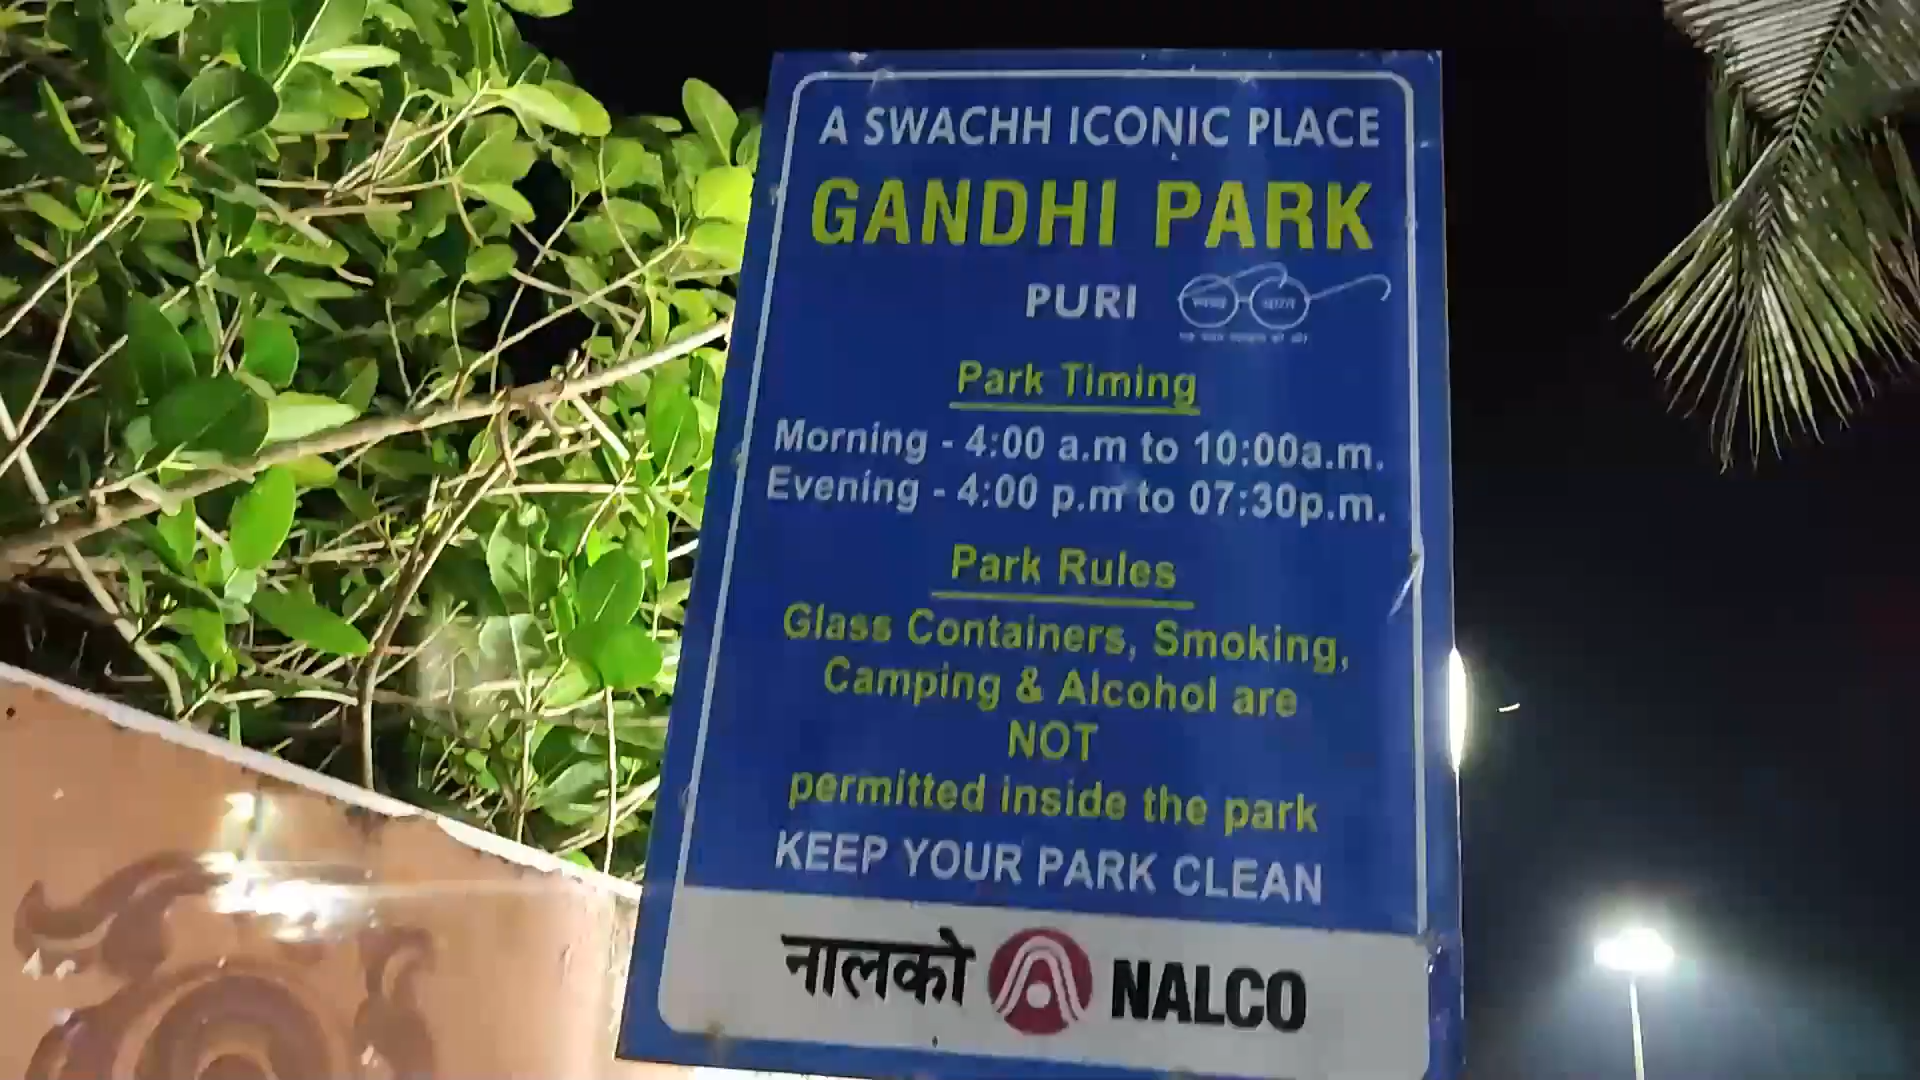 A SWACHH ICONIC PLACE
GANDHI PARK
PURI
Park Timing
Morning - 4:00 a.m to 10:00a.m.
Evening - 4:00 p.m to 07:30p.m.
Park Rules
Glass Containers, Smoking,
Camping & Alcohol are
NOT
permitted inside the park
KEEP YOUR PARK CLEAN
नालको NALCO